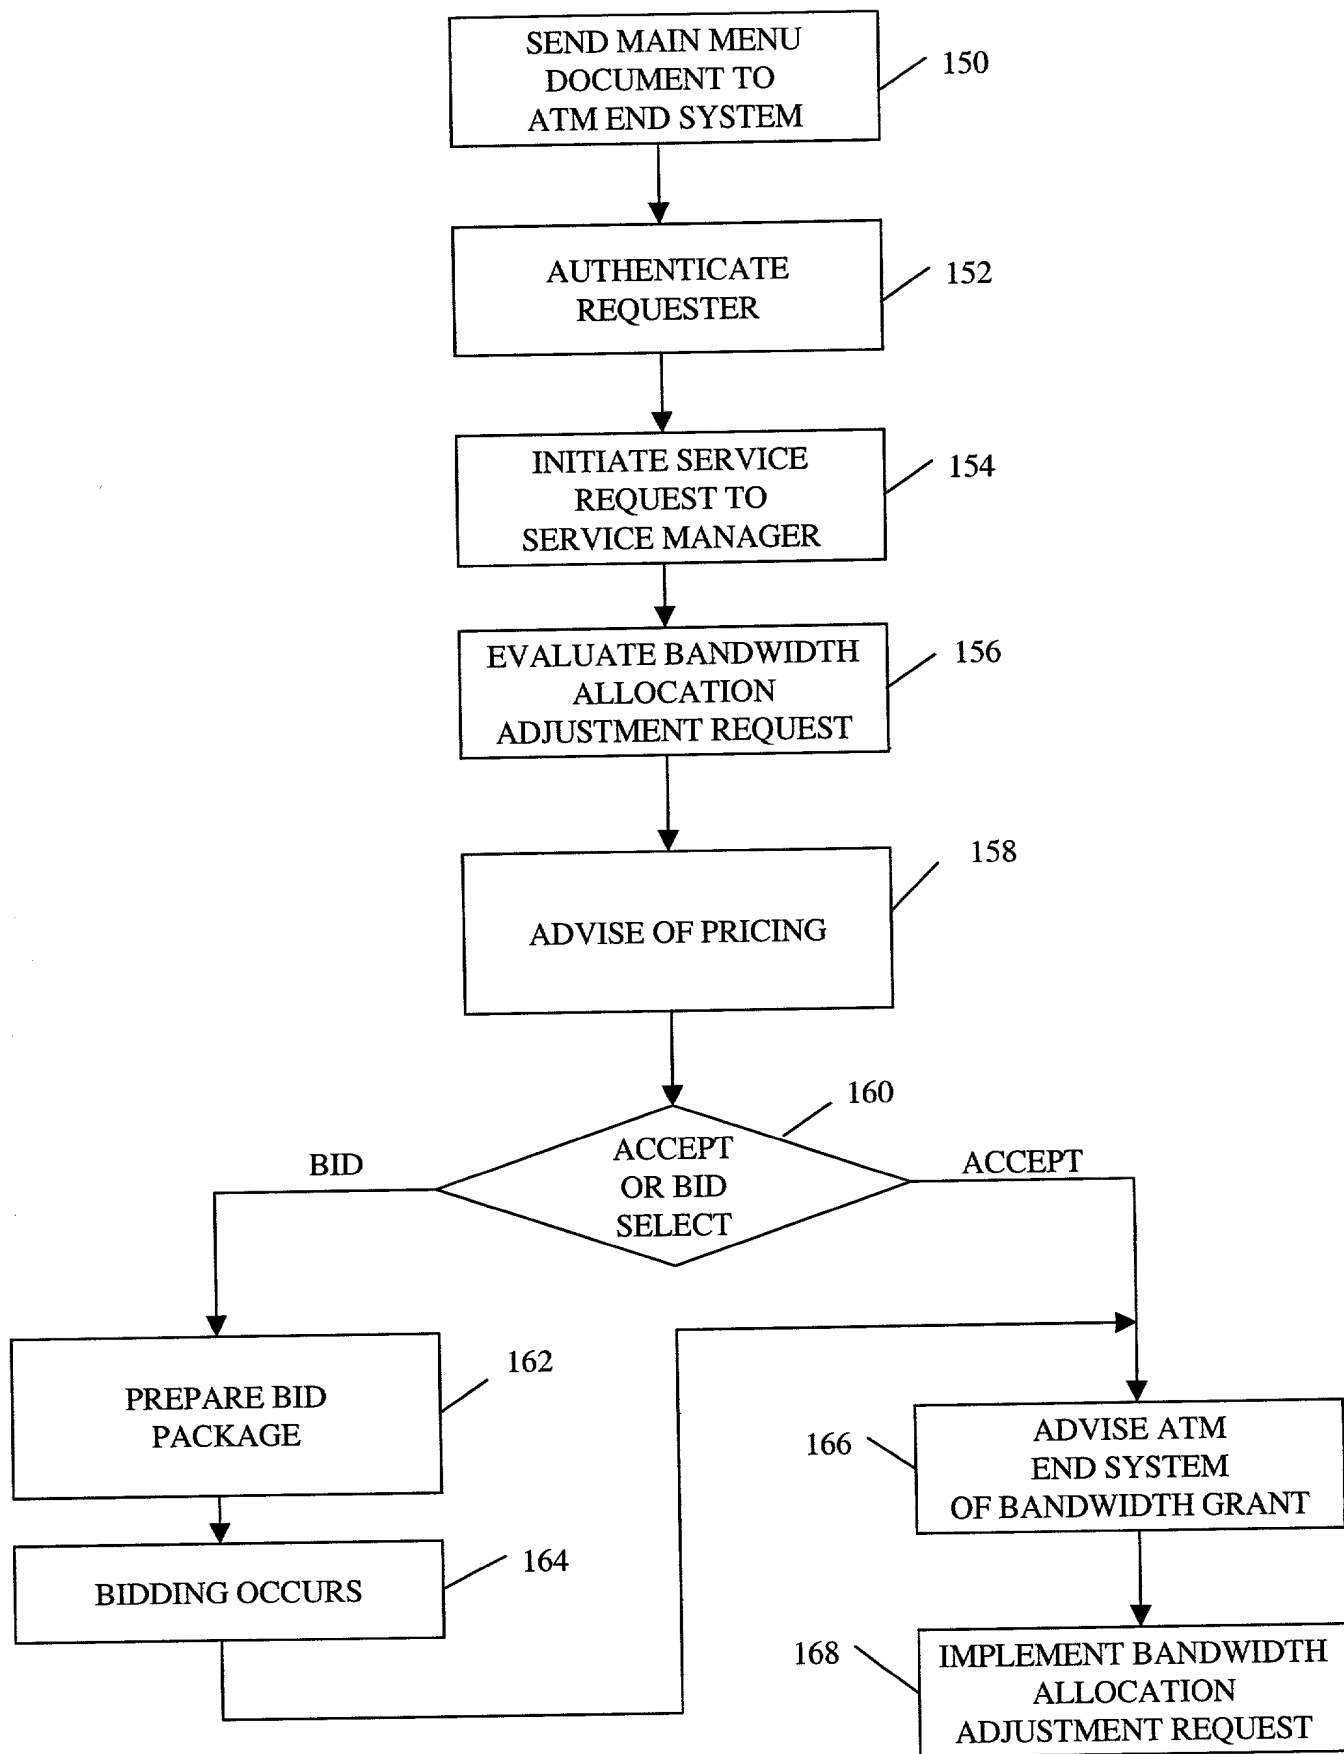 SEND MAIN MENU
DOCUMENT TO
ATM END SYSTEM
150
AUTHENTICATE
REQUESTER
152
INITIATE SERVICE
REQUEST TO
SERVICE MANAGER
154
EVALUATE BANDWIDTH
ALLOCATION
ADJUSTMENT REQUEST
156
ADVISE OF PRICING
158
ACCEPT
OR BID
SELECT
160
BID
ACCEPT
PREPARE BID
PACKAGE
162
BIDDING OCCURS
164
ADVISE ATM
END SYSTEM
OF BANDWIDTH GRANT
166
IMPLEMENT BANDWIDTH
ALLOCATION
ADJUSTMENT REQUEST
168